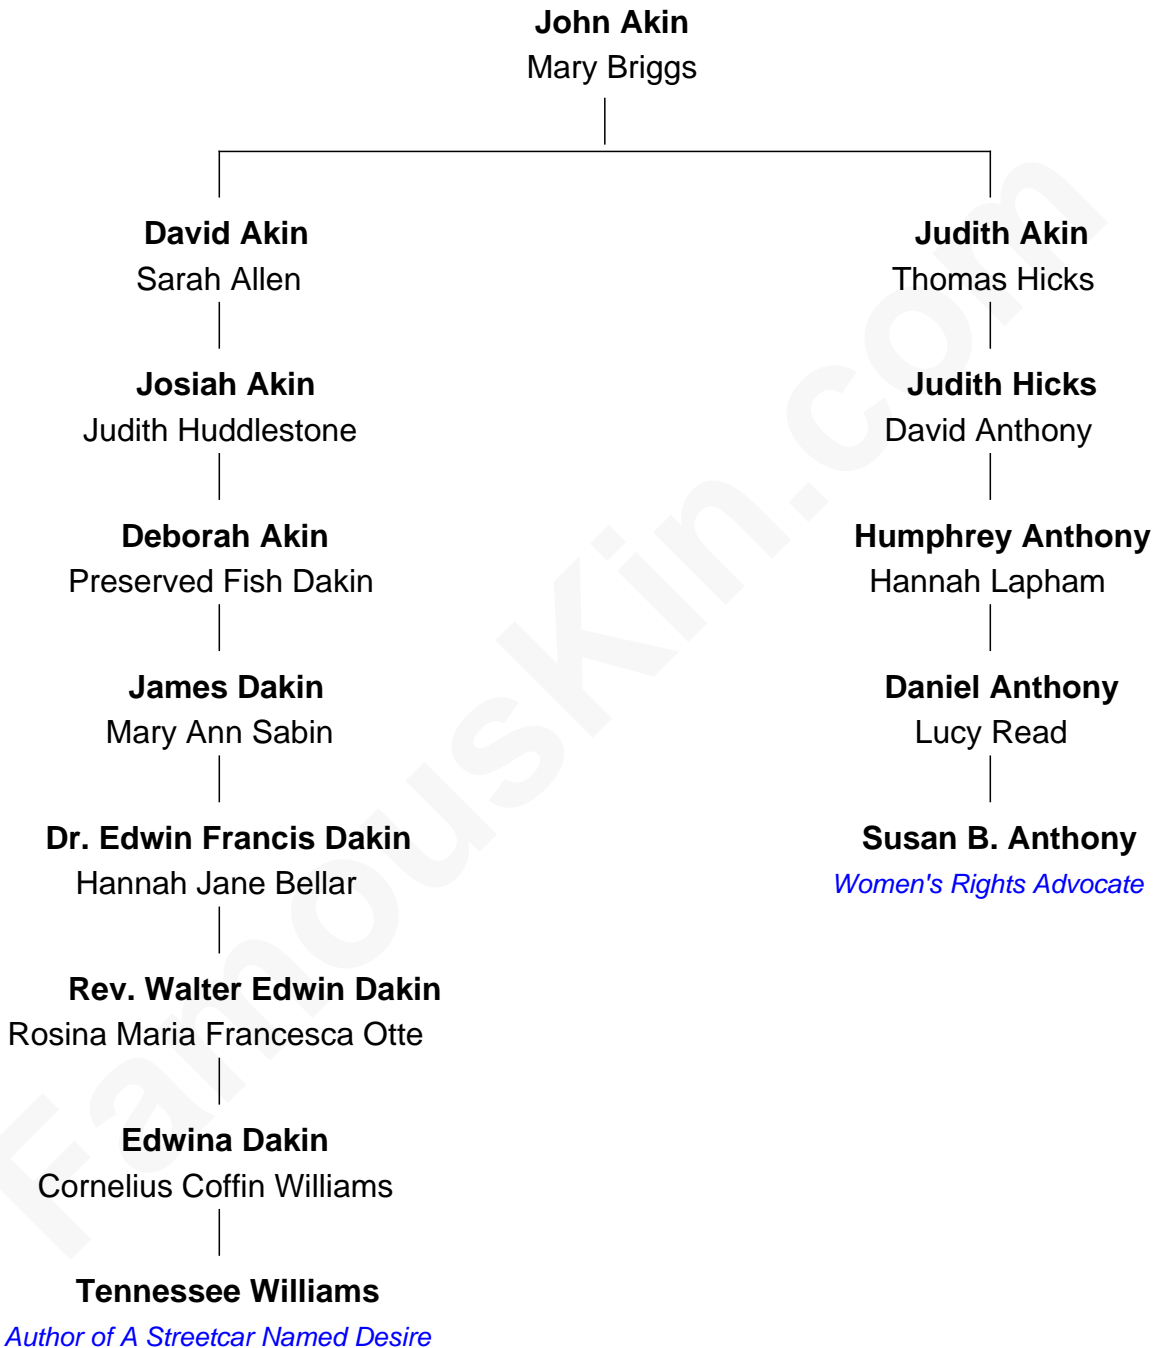 John Akin
Mary Briggs
David Akin
Sarah Allen
Judith Akin
Thomas Hicks
Josiah Akin
Judith Huddlestone
Judith Hicks
David Anthony
Deborah Akin
Preserved Fish Dakin
Humphrey Anthony
Hannah Lapham
James Dakin
Mary Ann Sabin
Daniel Anthony
Lucy Read
Dr. Edwin Francis Dakin
Hannah Jane Bellar
Susan B. Anthony
Women's Rights Advocate
Rev. Walter Edwin Dakin
Rosina Maria Francesca Otte
Edwina Dakin
Cornelius Coffin Williams
Tennessee Williams
Author of A Streetcar Named Desire
FamousKin.com